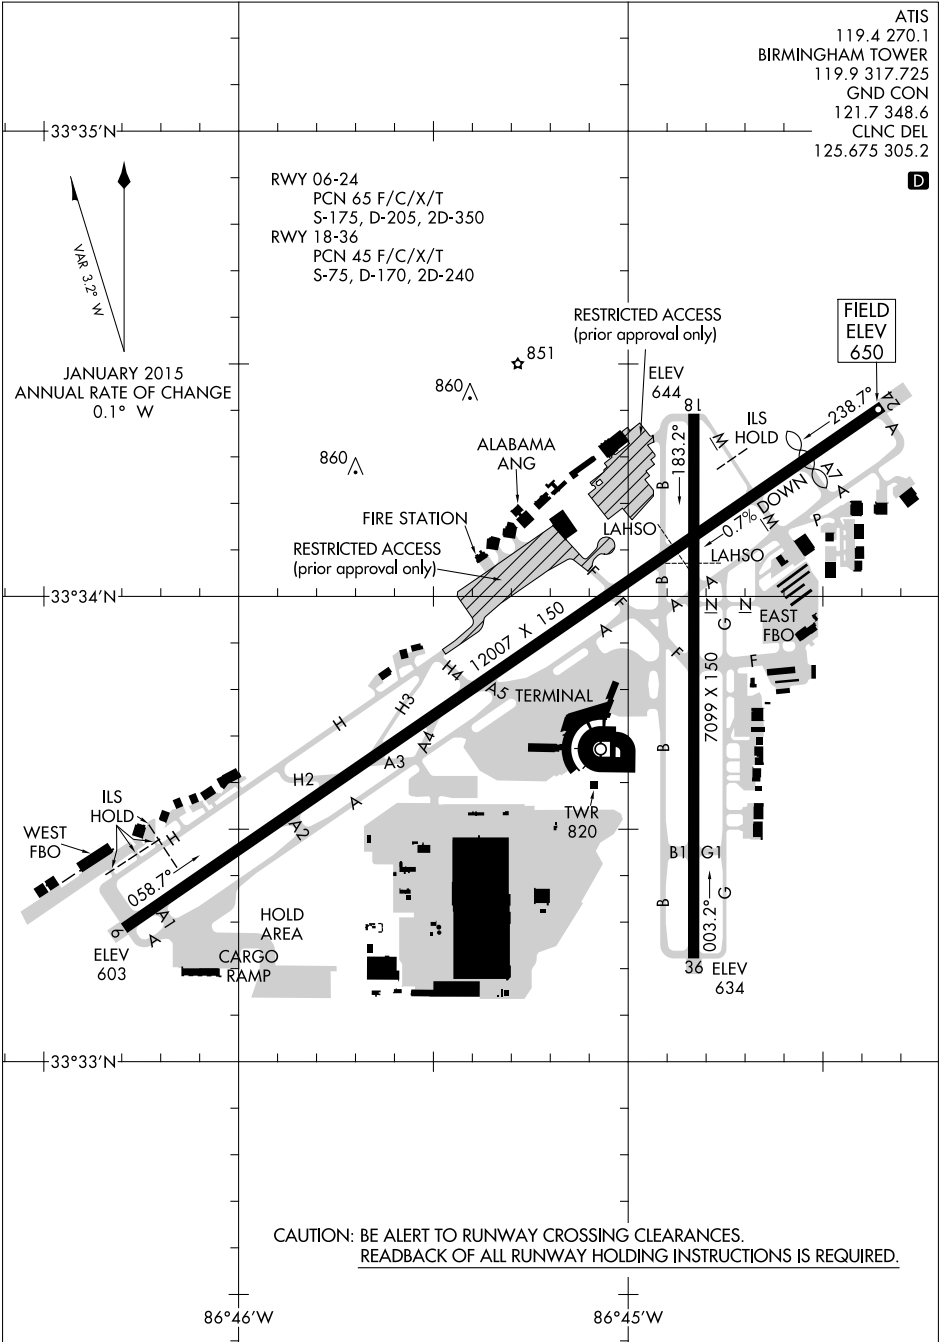 ATIS
119.4 270.1
BIRMINGHAM TOWER
119.9 317.725
GND CON
121.7 348.6
CLNC DEL
125.675 305.2
D
33°35'N
VAR 3.2° W
JANUARY 2015
ANNUAL RATE OF CHANGE
0.1° W
RWY 06-24
PCN 65 F/C/X/T
S-175, D-205, 2D-350
RWY 18-36
PCN 45 F/C/X/T
S-75, D-170, 2D-240
RESTRICTED ACCESS
(prior approval only)
FIELD
ELEV
650
851
860
860
ELEV
644
18
183.2°
ILS
HOLD
M
238.7°
24
A
A7
A
0.7% DOWN
M
P
B
ALABAMA
ANG
FIRE STATION
RESTRICTED ACCESS
(prior approval only)
LAHSO
LAHSO
33°34'N
F
F
A
B
A
A
N
N
G
F
F
EAST
FBO
12007 X 150
7099 X 150
H4
A5
H
H3
A4
A3
H2
A
A2
TERMINAL
TWR
820
B
B1
G1
B
G
003.2°
36
ELEV
634
ILS
HOLD
WEST
FBO
H
058.7°
6
A1
A
ELEV
603
HOLD
AREA
CARGO
RAMP
33°33'N
CAUTION: BE ALERT TO RUNWAY CROSSING CLEARANCES.
READBACK OF ALL RUNWAY HOLDING INSTRUCTIONS IS REQUIRED.
86°46'W
86°45'W